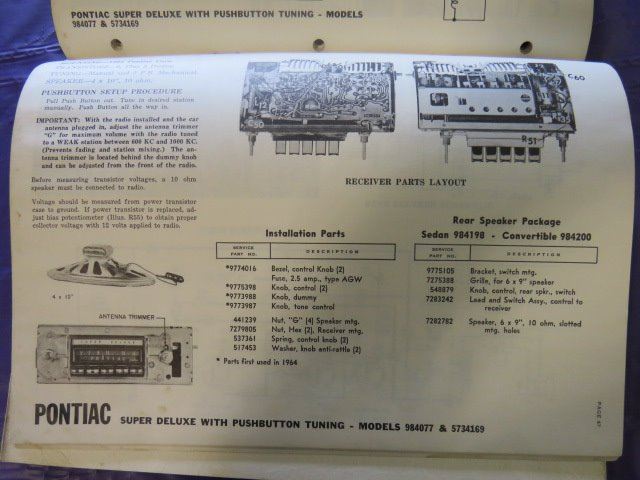 PONTIAC SUPER DELUXE WITH PUSHBUTTON TUNING - MODELS
984077 & 5734169
TUNING—Manual and 5 P.B. Mechanical.
SPEAKER—4 x 10", 10 ohm.
PUSHBUTTON SETUP PROCEDURE
Pull Push Button out. Tune in desired station
manually. Push Button all the way in.
IMPORTANT: With the radio installed and the car
antenna plugged in, adjust the antenna trimmer
"G" for maximum volume with the radio tuned
to a WEAK station between 600 KC and 1000 KC.
(Prevents fading and station mixing.) The an-
tenna trimmer is located behind the dummy knob
and can be adjusted from the front of the radio.
Before measuring transistor voltages, a 10 ohm
speaker must be connected to radio.
Voltage should be measured from power transistor
case to ground. If power transistor is replaced, ad-
just bias potentiometer (Illus. R55) to obtain proper
collector voltage with 12 volts applied to radio.
4 x 10"
ANTENNA TRIMMER
C60
R51
RECEIVER PARTS LAYOUT
Installation Parts
SERVICE PART NO.
DESCRIPTION
*9774016 Bezel, control Knob (2)
Fuse, 2.5 amp., type AGW
*9775398 Knob, control (2)
*9773988 Knob, dummy
*9773987 Knob, tone control
441239 Nut, "G" (4) Speaker mtg.
7279805 Nut, Hex (2), Receiver mtg.
537361 Spring, control knob (2)
517453 Washer, knob anti-rattle (2)
* Parts first used in 1964
Rear Speaker Package
Sedan 984198 - Convertible 984200
SERVICE PART NO.
DESCRIPTION
9775105 Bracket, switch mtg.
7275388 Grille, for 6 x 9" speaker
548879 Knob, control, rear spkr., switch
7283242 Lead and Switch Assy., control to
receiver
7282782 Speaker, 6 x 9", 10 ohm, slotted
mtg. holes
PAGE 47
PONTIAC SUPER DELUXE WITH PUSHBUTTON TUNING - MODELS 984077 & 5734169